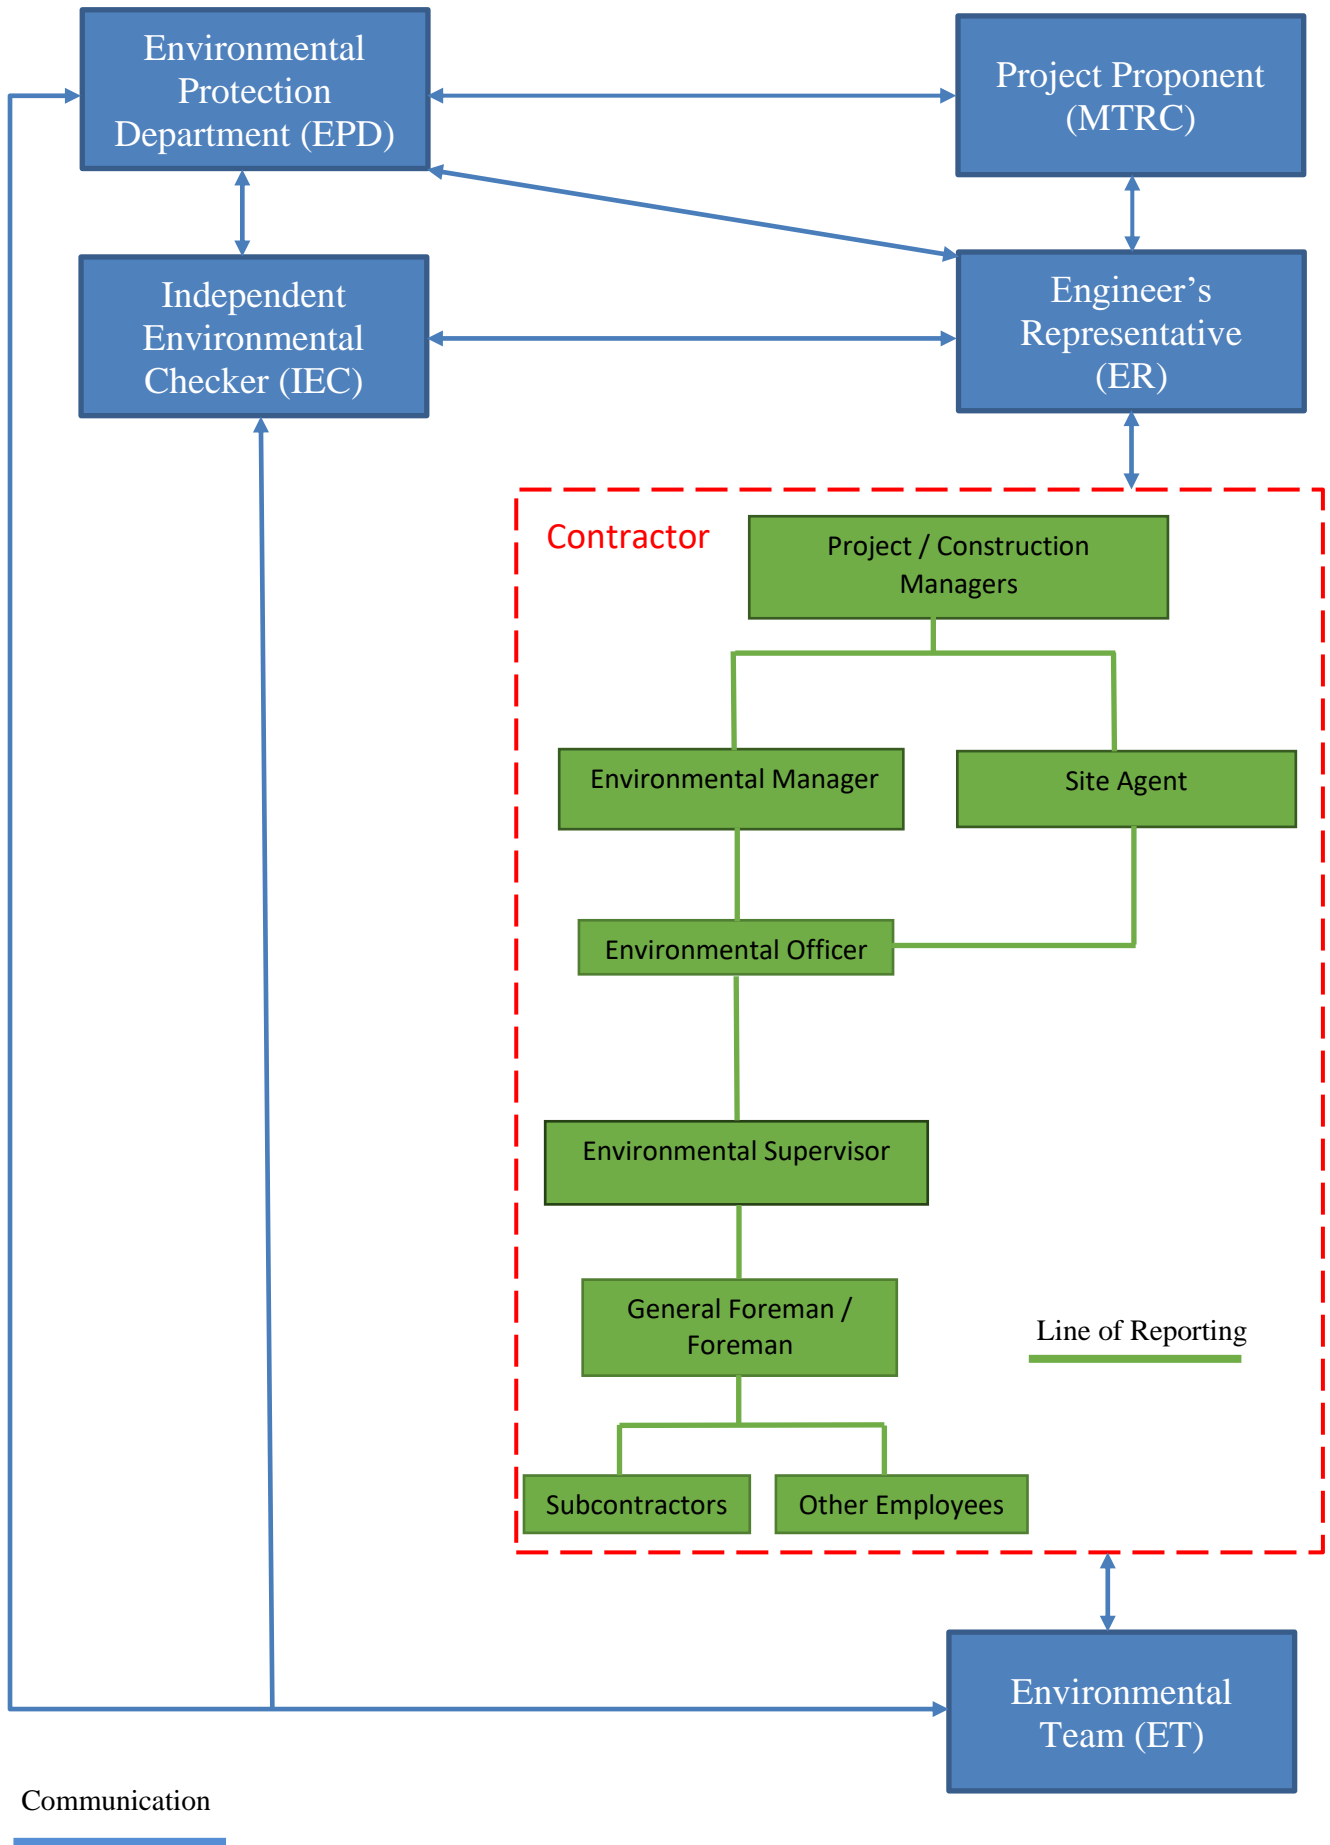 Environmental
Protection
Department (EPD)
Project Proponent
(MTRC)
Independent
Environmental
Checker (IEC)
Engineer’s
Representative
(ER)
Contractor
Project / Construction
Managers
Environmental Manager
Site Agent
Environmental Officer
Environmental Supervisor
General Foreman /
Foreman
Line of Reporting
Subcontractors
Other Employees
Environmental
Team (ET)
Communication